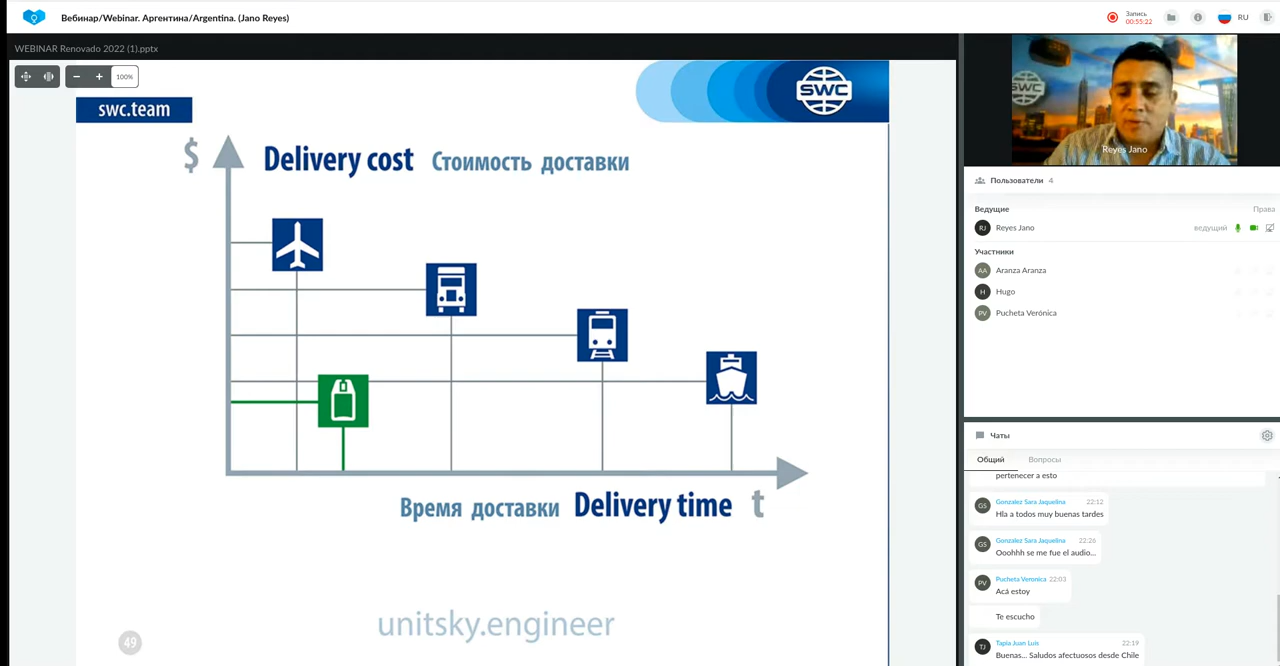 Вебинар/Webinar. Аргентина/Argentina. (Jano Reyes)
Запись
00:55:22
RU
WEBINAR Renovado 2022 (1).pptx
100%
swc.team
SWC
$ Delivery cost Стоимость доставки
Время доставки Delivery time t
unitsky.engineer
49
SWC
Reyes Jano
Пользователи 4
Ведущие Права
RJ Reyes Jano ведущий
Участники
AA Aranza Aranza
H Hugo
PV Pucheta Verónica
Чаты
Общий Вопросы
pertenecer a esto
GS Gonzalez Sara Jaquelina 22:12
Hla a todos muy buenas tardes
GS Gonzalez Sara Jaquelina 22:26
Ooohhh se me fue el audio...
PV Pucheta Veronica 22:03
Acá estoy
Te escucho
TJ Tapia Juan Luis 22:19
Buenas... Saludos afectuosos desde Chile